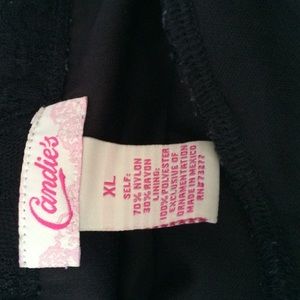 Candie's
XL
SELF:
70% NYLON
30% RAYON
LINING:
100% POLYESTER
EXCLUSIVE OF
ORNAMENTATION
MADE IN MEXICO
RN#73277